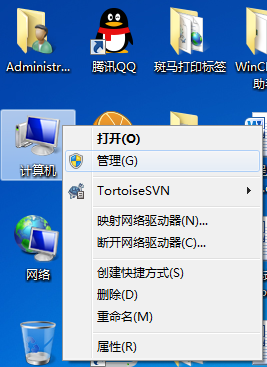 Administr...
腾讯QQ
斑马打印标签
WinC
助手
计算机
打开(O)
管理(G)
TortoiseSVN
映射网络驱动器(N)...
断开网络驱动器(C)...
网络
创建快捷方式(S)
删除(D)
重命名(M)
属性(R)